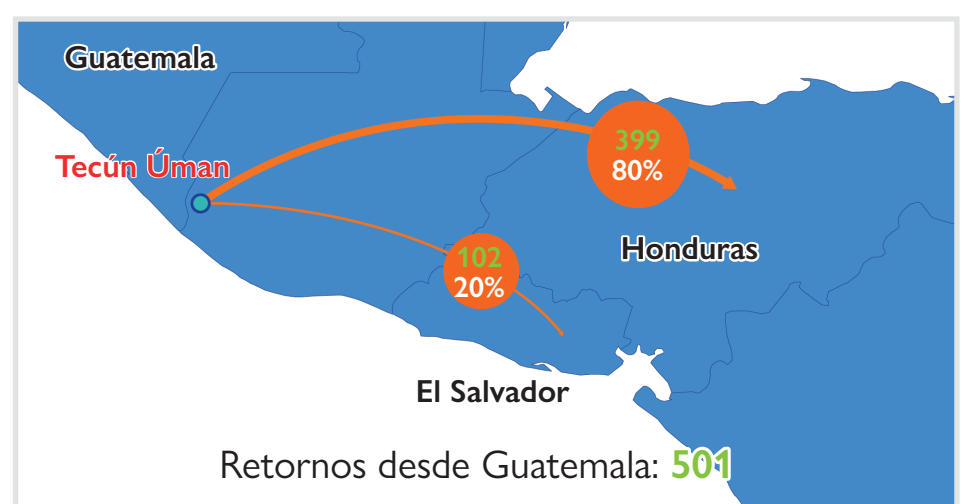 Guatemala
Tecún Úman
399
80%
Honduras
102
20%
El Salvador
Retornos desde Guatemala: 501